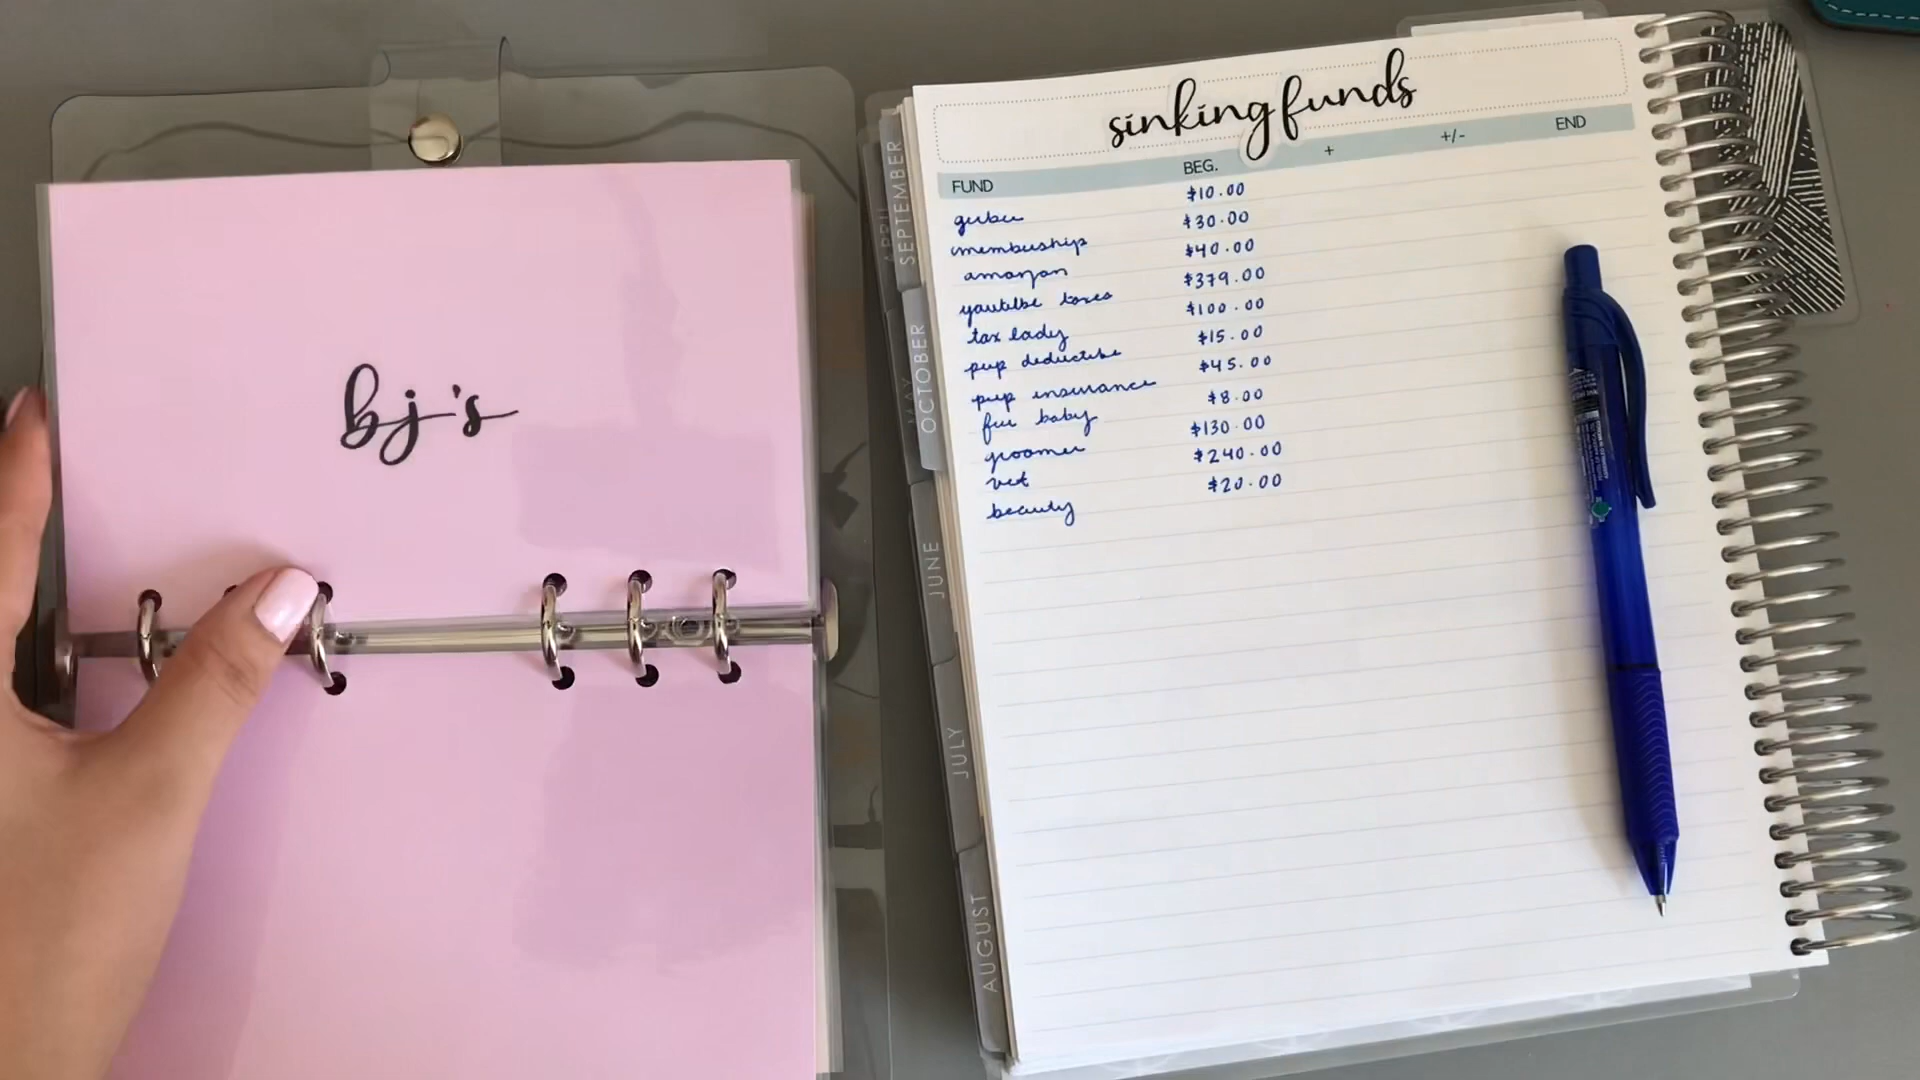 bj's
sinking funds
FUND BEG. + +/- END
gerber $10.00
membership $30.00
amazon $40.00
youtube taxes $379.00
tax lady $100.00
pup deductible $15.00
pup insurance $45.00
fur baby $8.00
groomer $130.00
vet $240.00
beauty $20.00
APRIL
SEPTEMBER
MAY
OCTOBER
JUNE
JULY
AUGUST